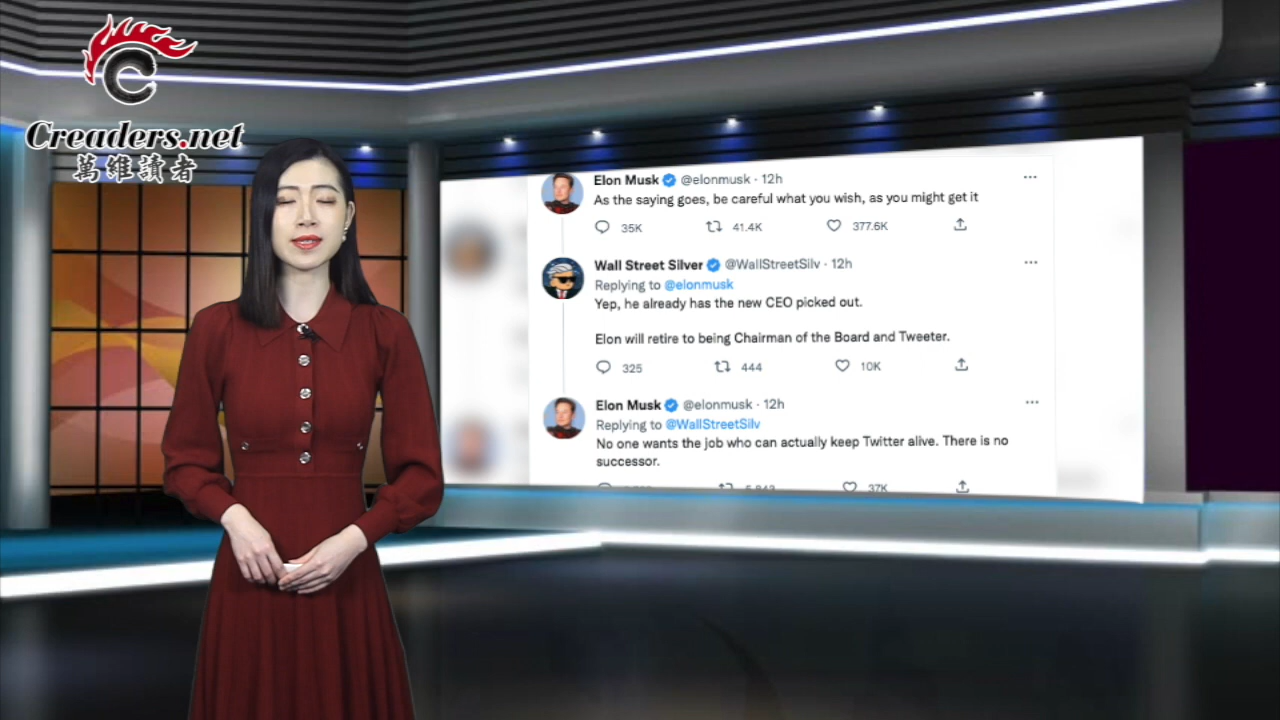 Creaders.net
萬維讀者
Elon Musk @elonmusk · 12h
As the saying goes, be careful what you wish, as you might get it
35K 41.4K 377.6K
Wall Street Silver @WallStreetSilv · 12h
Replying to @elonmusk
Yep, he already has the new CEO picked out.
Elon will retire to being Chairman of the Board and Tweeter.
325 444 10K
Elon Musk @elonmusk · 12h
Replying to @WallStreetSilv
No one wants the job who can actually keep Twitter alive. There is no
successor.
37K